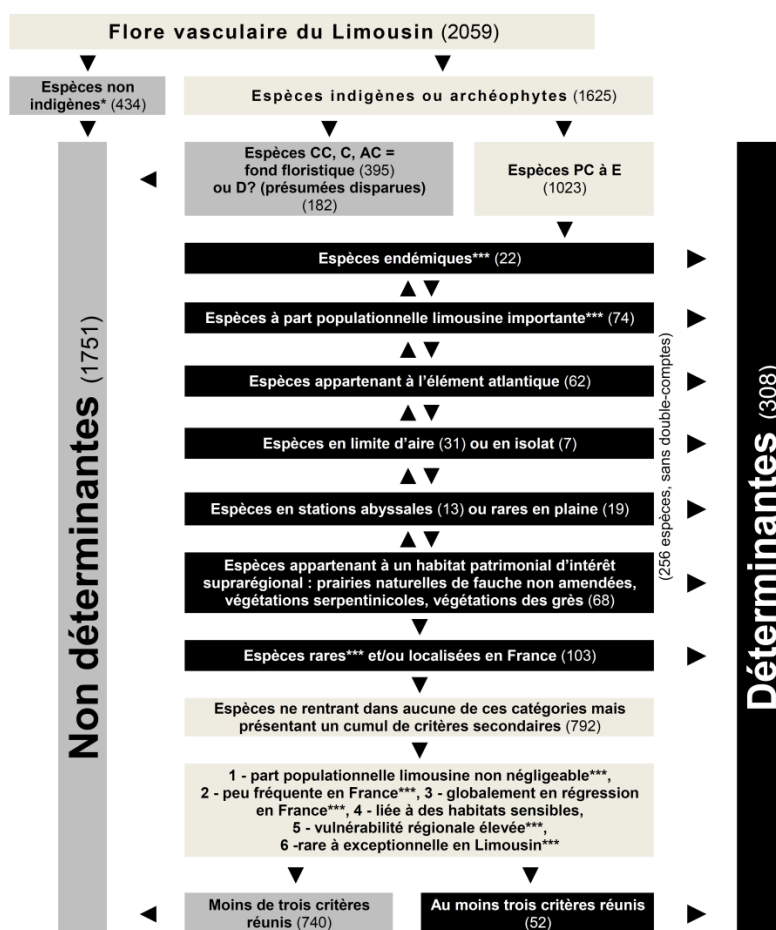 Flore vasculaire du Limousin (2059)
Espèces non
indigènes* (434)
Espèces indigènes ou archéophytes (1625)
Espèces CC, C, AC =
fond floristique (395)
ou D? (présumées disparues)
(182)
Espèces PC à E
(1023)
Espèces endémiques*** (22)
Espèces à part populationnelle limousine importante*** (74)
Espèces appartenant à l'élément atlantique (62)
Espèces en limite d'aire (31) ou en isolat (7)
Espèces en stations abyssales (13) ou rares en plaine (19)
Espèces appartenant à un habitat patrimonial d'intérêt
suprarégional : prairies naturelles de fauche non amendées,
végétations serpentinicoles, végétations des grès (68)
Espèces rares*** et/ou localisées en France (103)
(256 espèces, sans double-comptes)
Espèces ne rentrant dans aucune de ces catégories mais
présentant un cumul de critères secondaires (792)
1 - part populationnelle limousine non négligeable***,
2 - peu fréquente en France***, 3 - globalement en régression
en France***, 4 - liée à des habitats sensibles,
5 - vulnérabilité régionale élevée***,
6 -rare à exceptionnelle en Limousin***
Moins de trois critères
réunis (740)
Au moins trois critères réunis
(52)
Non déterminantes (1751)
Déterminantes (308)